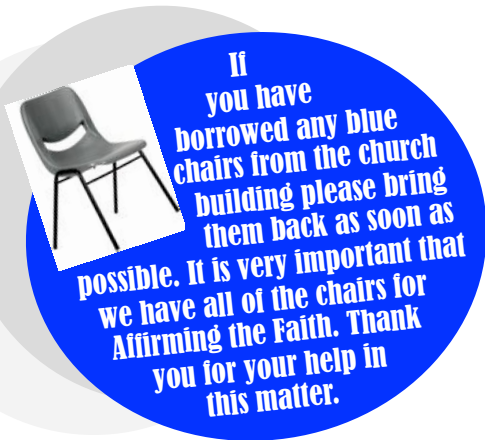 If
you have
borrowed any blue
chairs from the church
building please bring
them back as soon as
possible. It is very important that
we have all of the chairs for
Affirming the Faith. Thank
you for your help in
this matter.